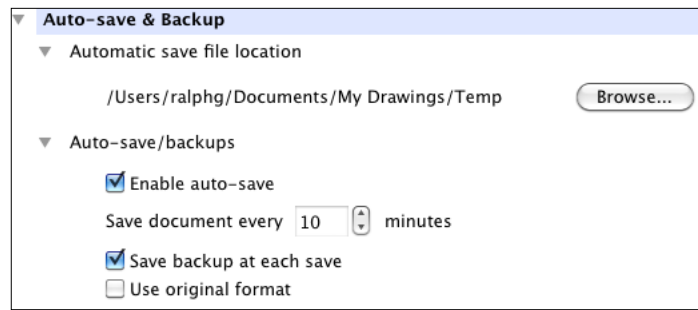 Auto-save & Backup
Automatic save file location
/Users/ralphg/Documents/My Drawings/Temp Browse...
Auto-save/backups
Enable auto-save
Save document every 10 minutes
Save backup at each save
Use original format